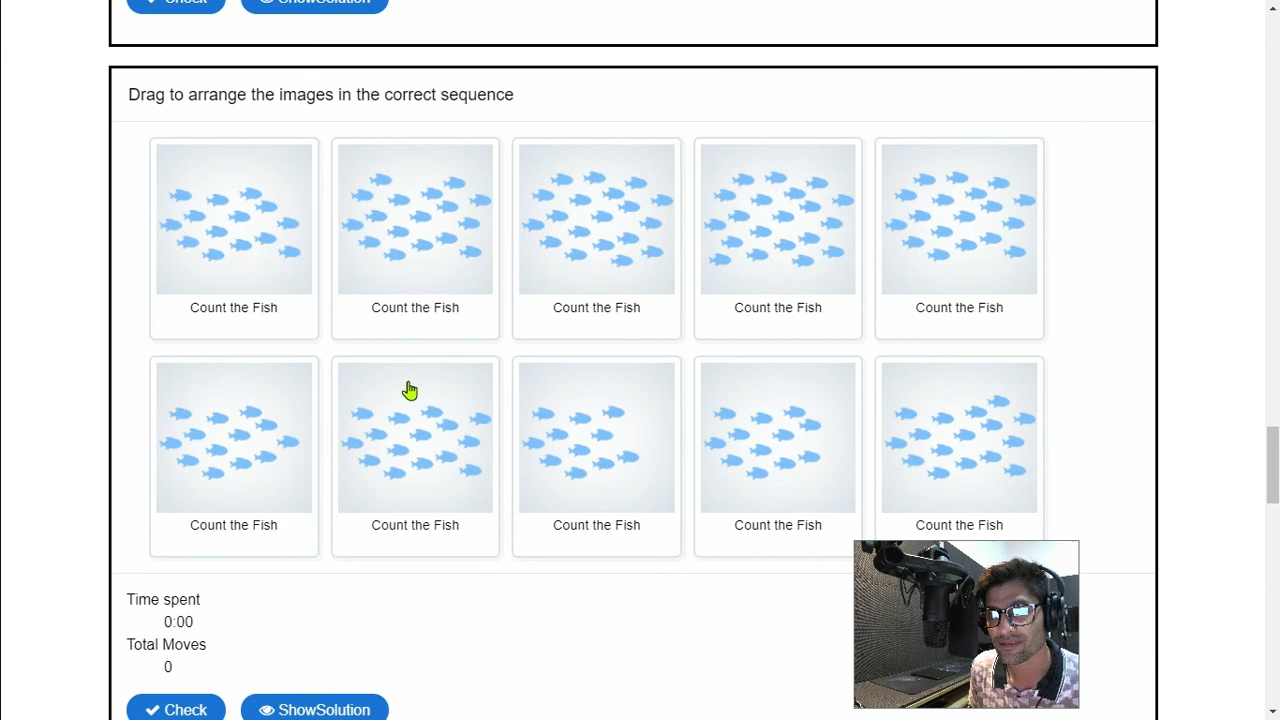 Check ShowSolution
Drag to arrange the images in the correct sequence
Count the Fish Count the Fish Count the Fish Count the Fish Count the Fish
Count the Fish Count the Fish Count the Fish Count the Fish Count the Fish
Time spent
0:00
Total Moves
0
Check ShowSolution